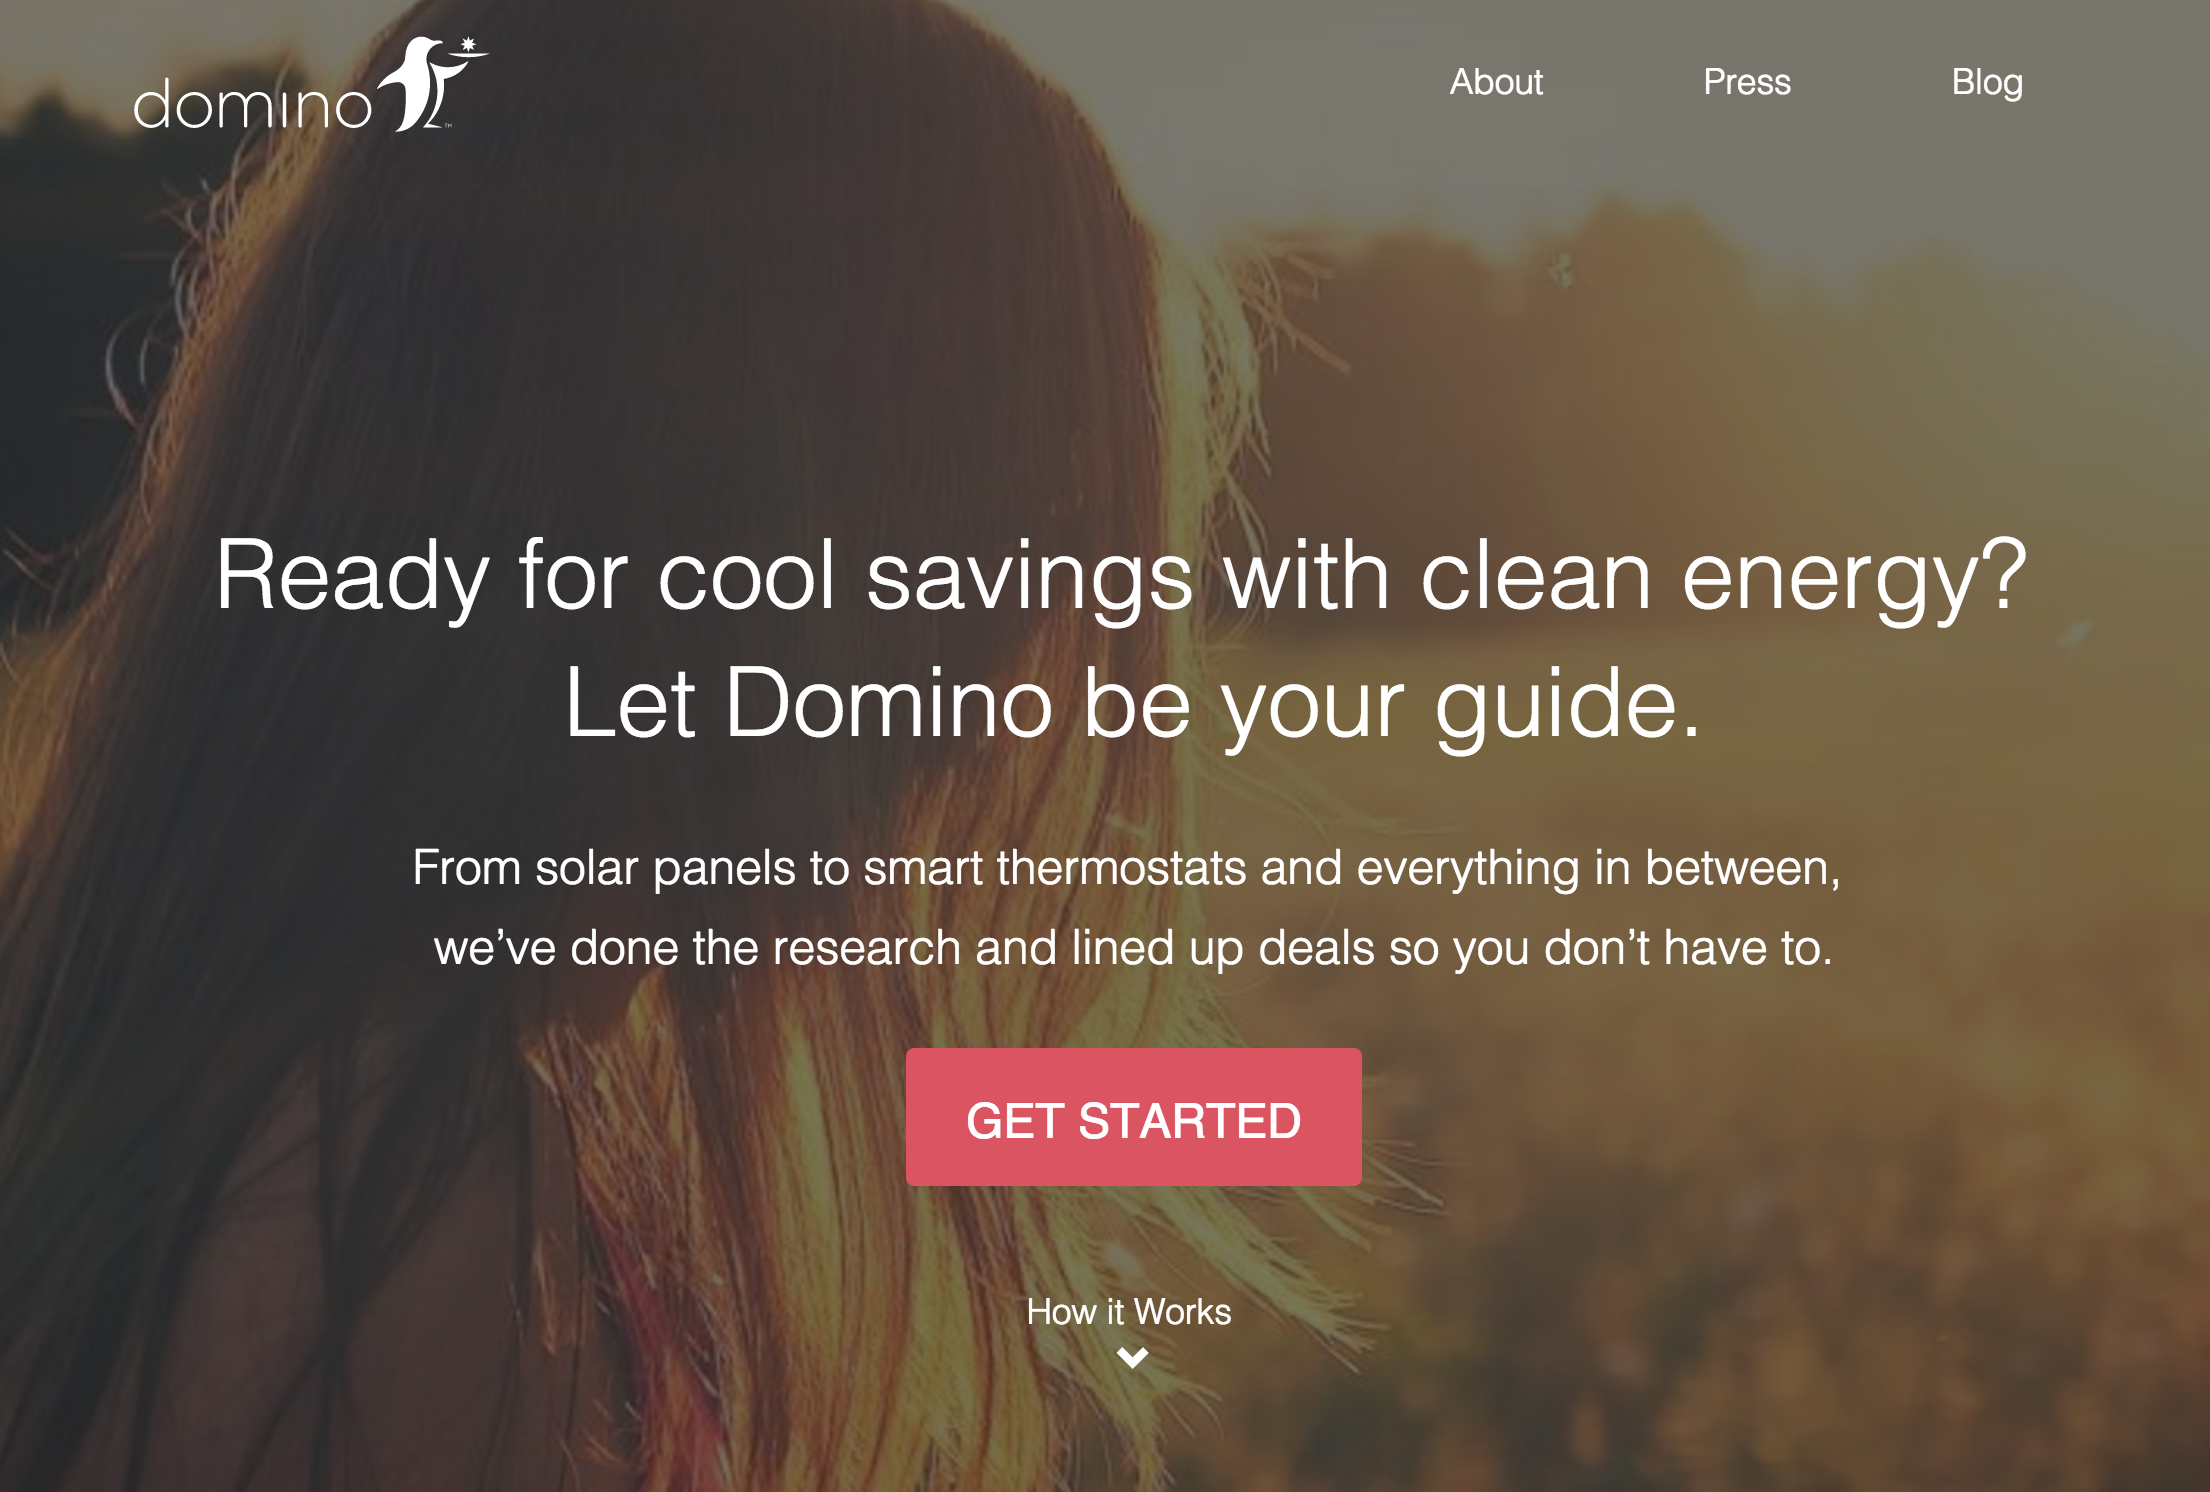 domino ™
About
Press
Blog
Ready for cool savings with clean energy?
Let Domino be your guide.
From solar panels to smart thermostats and everything in between,
we’ve done the research and lined up deals so you don’t have to.
GET STARTED
How it Works